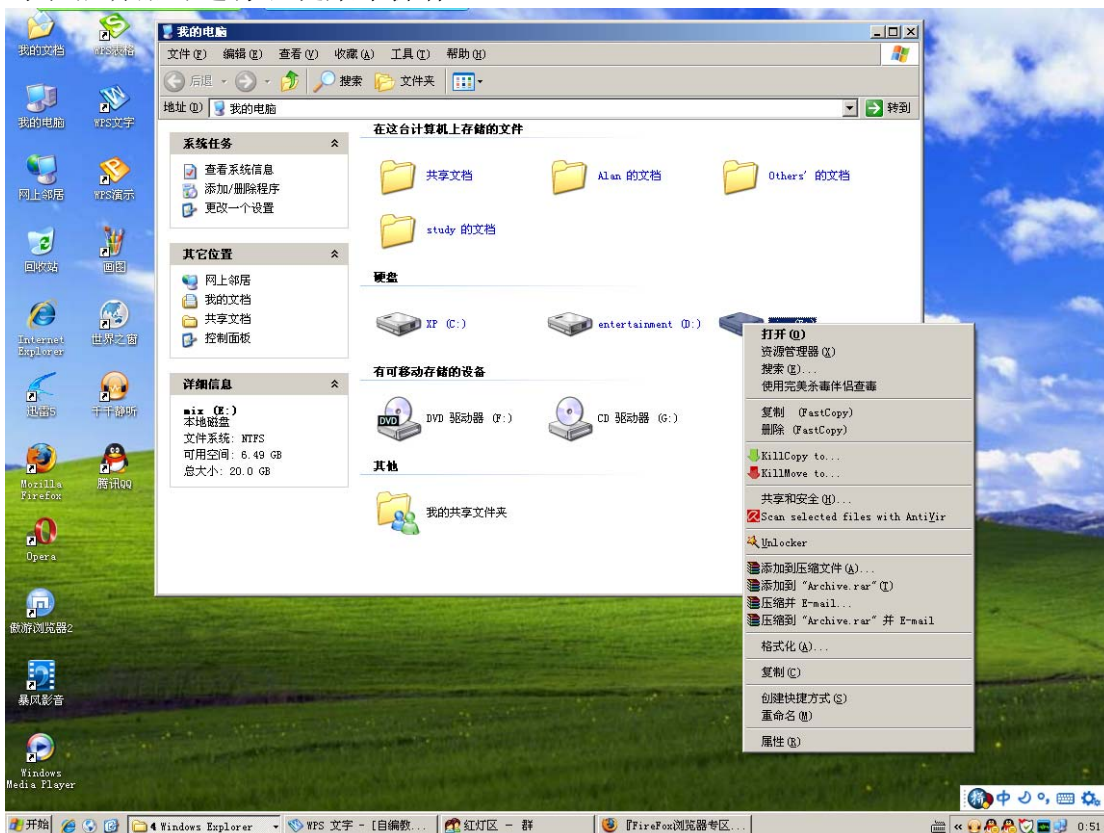 我的文档
WPS表格
我的电脑
WPS文字
网上邻居
WPS演示
回收站
画图
Internet Explorer
世界之窗
迅雷5
千千静听
Mozilla Firefox
腾讯QQ
Opera
傲游浏览器2
暴风影音
Windows Media Player
我的电脑
文件(F) 编辑(E) 查看(V) 收藏(A) 工具(T) 帮助(H)
后退 搜索 文件夹
地址(D) 我的电脑 转到
系统任务
查看系统信息
添加/删除程序
更改一个设置
其它位置
网上邻居
我的文档
共享文档
控制面板
详细信息
mix (E:)
本地磁盘
文件系统: NTFS
可用空间: 6.49 GB
总大小: 20.0 GB
在这台计算机上存储的文件
共享文档 Alan 的文档 Others' 的文档
study 的文档
硬盘
XP (C:) entertainment (D:)
有可移动存储的设备
DVD
DVD 驱动器 (F:) CD 驱动器 (G:)
其他
我的共享文件夹
打开(O)
资源管理器(X)
搜索(E)...
使用完美杀毒伴侣查毒
复制 (FastCopy)
删除 (FastCopy)
KillCopy to...
KillMove to...
共享和安全(H)...
Scan selected files with AntiVir
Unlocker
添加到压缩文件(A)...
添加到 "Archive.rar"(T)
压缩并 E-mail...
压缩到 "Archive.rar" 并 E-mail
格式化(A)...
复制(C)
创建快捷方式(S)
重命名(M)
属性(R)
中
开始 4 Windows Explorer WPS 文字 - [自编教... 红灯区 - 群 『FireFox浏览器专区... « 0:51